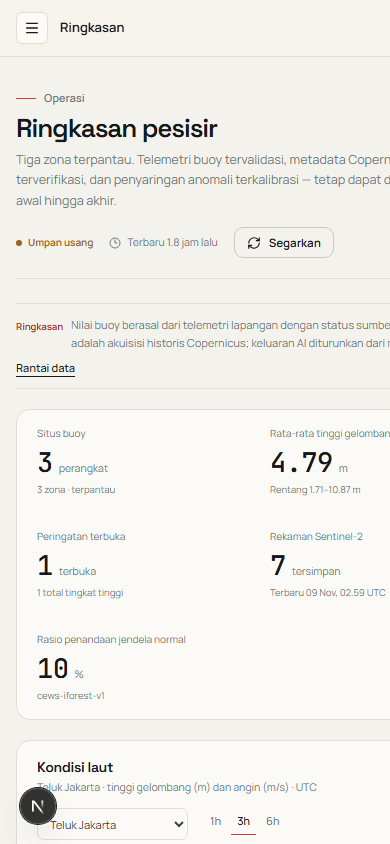 Ringkasan
Operasi
Ringkasan pesisir
Tiga zona terpantau. Telemetri buoy tervalidasi, metadata Copern
terverifikasi, dan penyaringan anomali terkalibrasi — tetap dapat d
awal hingga akhir.
Umpan usang
Terbaru 1.8 jam lalu
Segarkan
Ringkasan
Nilai buoy berasal dari telemetri lapangan dengan status sumbe
adalah akuisisi historis Copernicus; keluaran AI diturunkan dari
Rantai data
Situs buoy
3 perangkat
3 zona · terpantau
Rata-rata tinggi gelomban
4.79 m
Rentang 1.71–10.87 m
Peringatan terbuka
1 terbuka
1 total tingkat tinggi
Rekaman Sentinel-2
7 tersimpan
Terbaru 09 Nov, 02.59 UTC
Rasio penandaan jendela normal
10 %
cews-iforest-v1
Kondisi laut
Teluk Jakarta · tinggi gelombang (m) dan angin (m/s) · UTC
N
Teluk Jakarta
1h
3h
6h